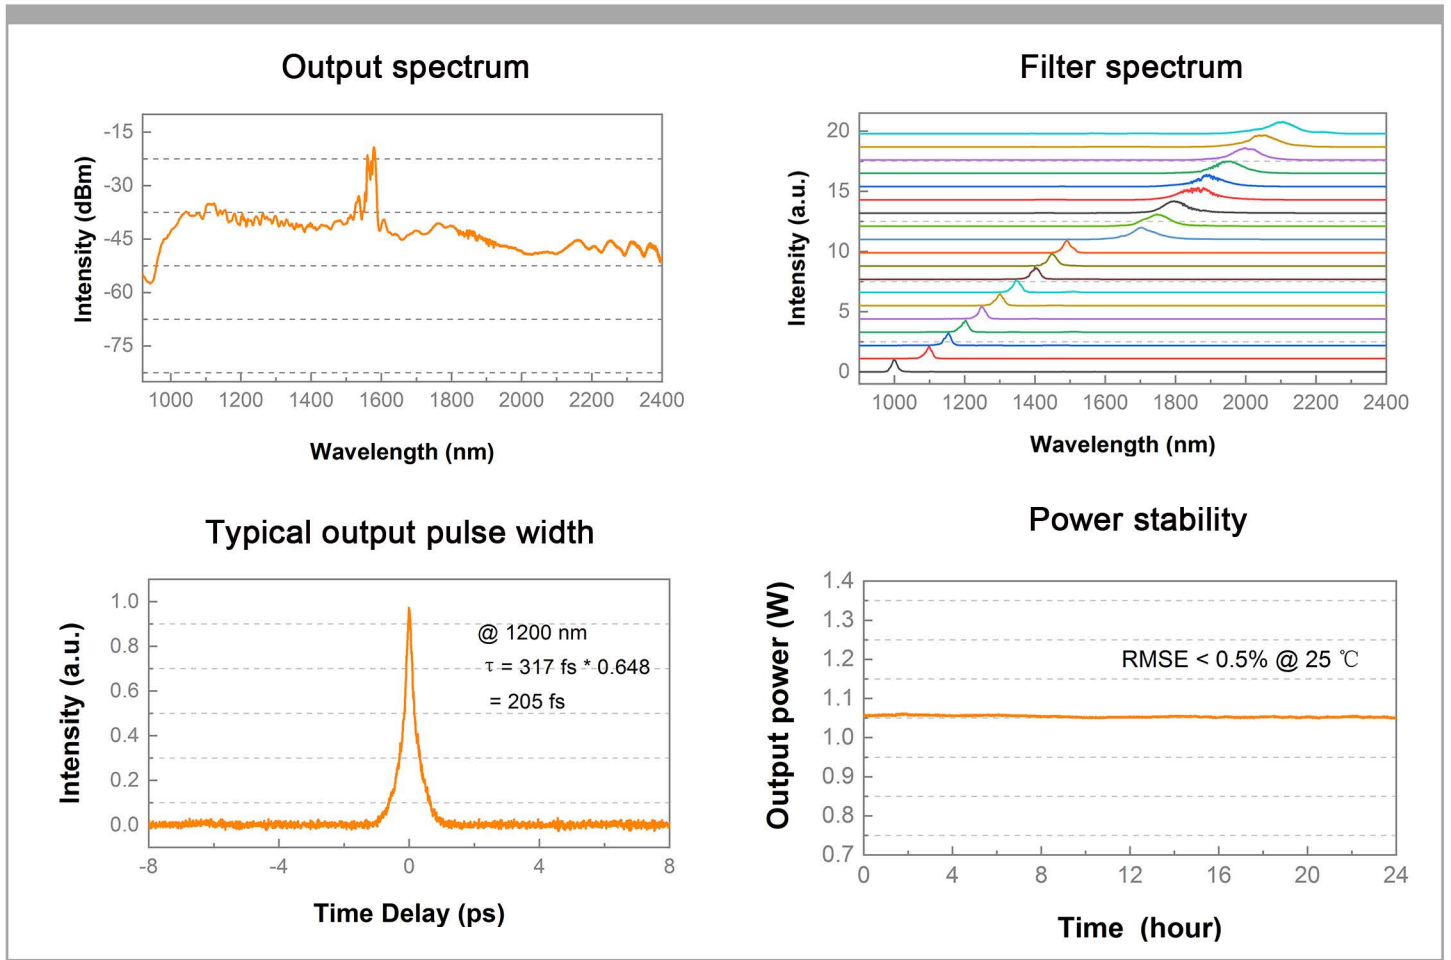 Output spectrum
Intensity (dBm)
-15
-30
-45
-60
-75
1000 1200 1400 1600 1800 2000 2200 2400
Wavelength (nm)
Filter spectrum
Intensity (a.u.)
20
15
10
5
0
1000 1200 1400 1600 1800 2000 2200 2400
Wavelength (nm)
Typical output pulse width
Intensity (a.u.)
1.0
0.8
0.6
0.4
0.2
0.0
@ 1200 nm
τ = 317 fs * 0.648
= 205 fs
-8 -4 0 4 8
Time Delay (ps)
Power stability
Output power (W)
1.4
1.3
1.2
1.1
1.0
0.9
0.8
0.7
RMSE < 0.5% @ 25 ℃
0 4 8 12 16 20 24
Time (hour)